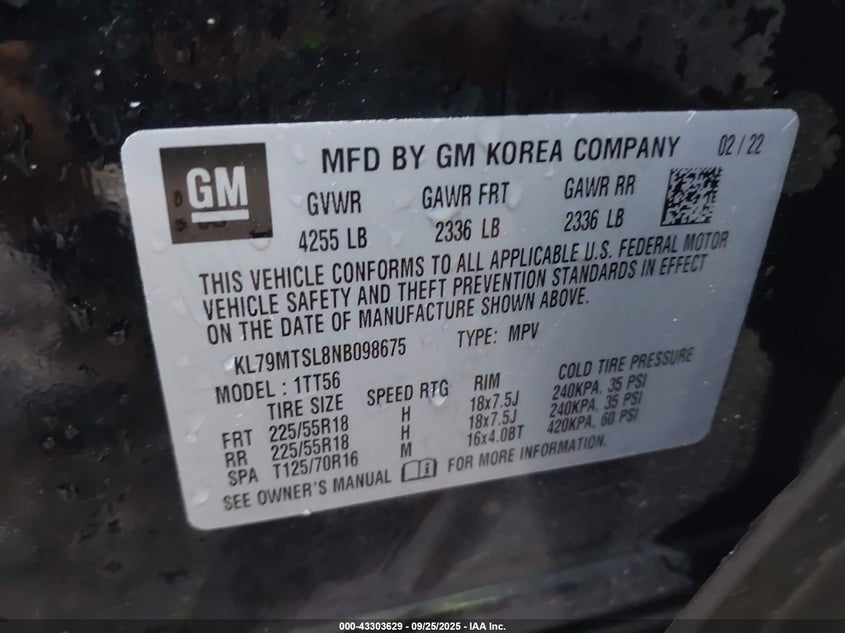 GM
MFD BY GM KOREA COMPANY 02 / 22
GVWR GAWR FRT GAWR RR
4255 LB 2336 LB 2336 LB
THIS VEHICLE CONFORMS TO ALL APPLICABLE U.S. FEDERAL MOTOR
VEHICLE SAFETY AND THEFT PREVENTION STANDARDS IN EFFECT
ON THE DATE OF MANUFACTURE SHOWN ABOVE.
KL79MTSL8NB098675 TYPE: MPV
MODEL : 1TT56
TIRE SIZE SPEED RTG RIM COLD TIRE PRESSURE
FRT 225/55R18 H 18x7.5J 240KPA, 35 PSI
RR 225/55R18 H 18x7.5J 240KPA, 35 PSI
SPA T125/70R16 M 16x4.0BT 420KPA, 60 PSI
SEE OWNER'S MANUAL FOR MORE INFORMATION.
000-43303629 - 09/25/2025 - IAA Inc.